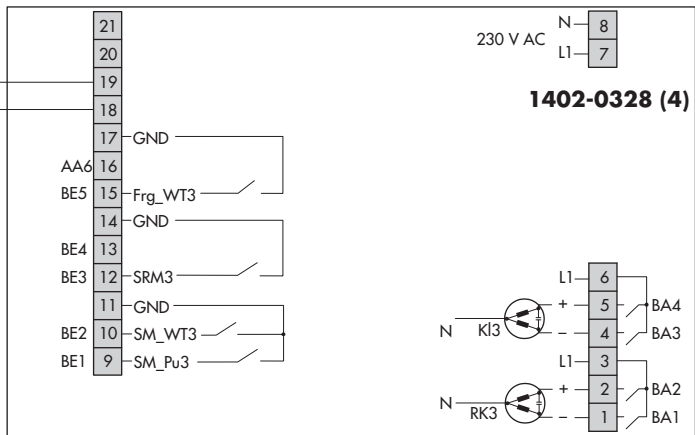 21
20
19
18
17 GND
AA6 16
BE5 15 Frg_WT3
14 GND
BE4 13
BE3 12 SRM3
11 GND
BE2 10 SM_WT3
BE1 9 SM_Pu3
230 V AC
N 8
L1 7
1402-0328 (4)
L1 6
+ 5 BA4
N Kl3 – 4 BA3
L1 3
+ 2 BA2
N RK3 – 1 BA1